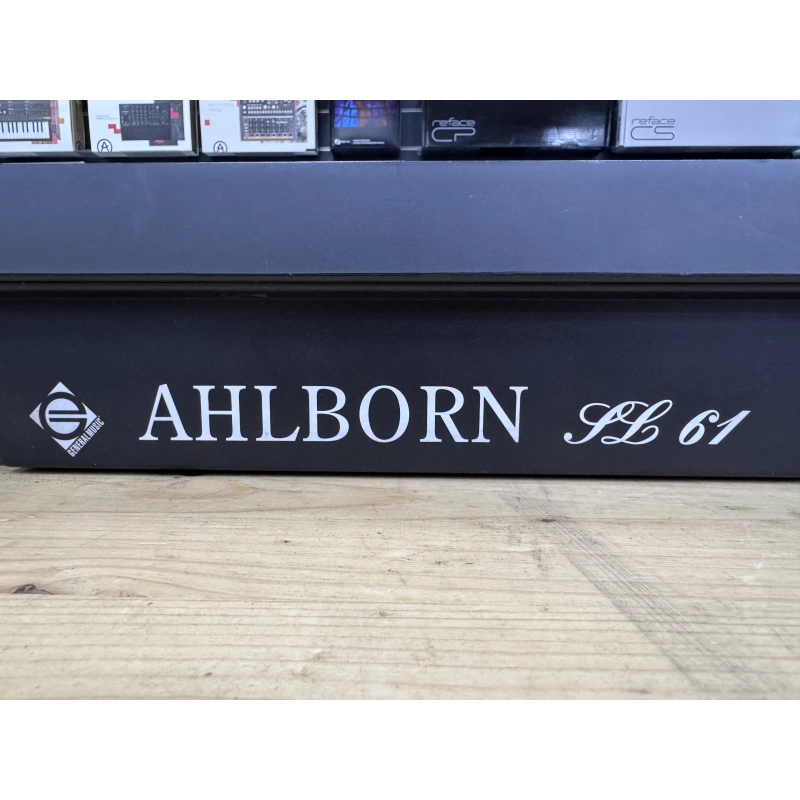 reface
CP
reface
CS
A
A
AHLBORN SL 61
GENERALMUSIC